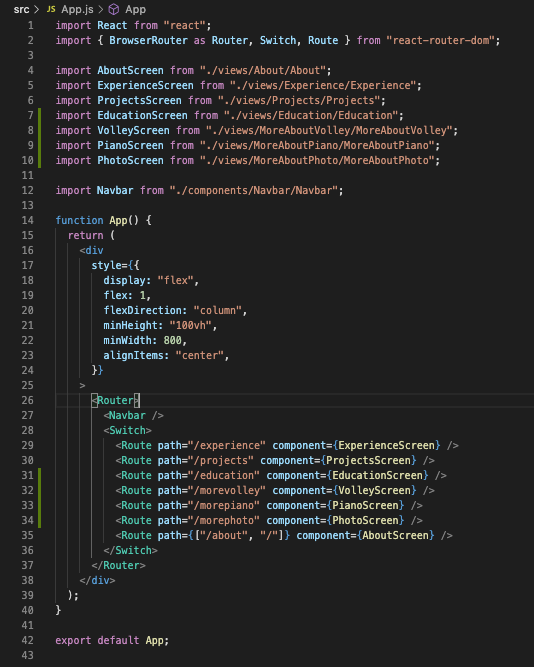 src > JS App.js > App
1 import React from "react";
2 import { BrowserRouter as Router, Switch, Route } from "react-router-dom";
3
4 import AboutScreen from "./views/About/About";
5 import ExperienceScreen from "./views/Experience/Experience";
6 import ProjectsScreen from "./views/Projects/Projects";
7 import EducationScreen from "./views/Education/Education";
8 import VolleyScreen from "./views/MoreAboutVolley/MoreAboutVolley";
9 import PianoScreen from "./views/MoreAboutPiano/MoreAboutPiano";
10 import PhotoScreen from "./views/MoreAboutPhoto/MoreAboutPhoto";
11
12 import Navbar from "./components/Navbar/Navbar";
13
14 function App() {
15   return (
16     <div
17       style={{
18         display: "flex",
19         flex: 1,
20         flexDirection: "column",
21         minHeight: "100vh",
22         minWidth: 800,
23         alignItems: "center",
24       }}
25     >
26       <Router>
27         <Navbar />
28         <Switch>
29           <Route path="/experience" component={ExperienceScreen} />
30           <Route path="/projects" component={ProjectsScreen} />
31           <Route path="/education" component={EducationScreen} />
32           <Route path="/morevolley" component={VolleyScreen} />
33           <Route path="/morepiano" component={PianoScreen} />
34           <Route path="/morephoto" component={PhotoScreen} />
35           <Route path={["/about", "/"]} component={AboutScreen} />
36         </Switch>
37       </Router>
38     </div>
39   );
40 }
41
42 export default App;
43